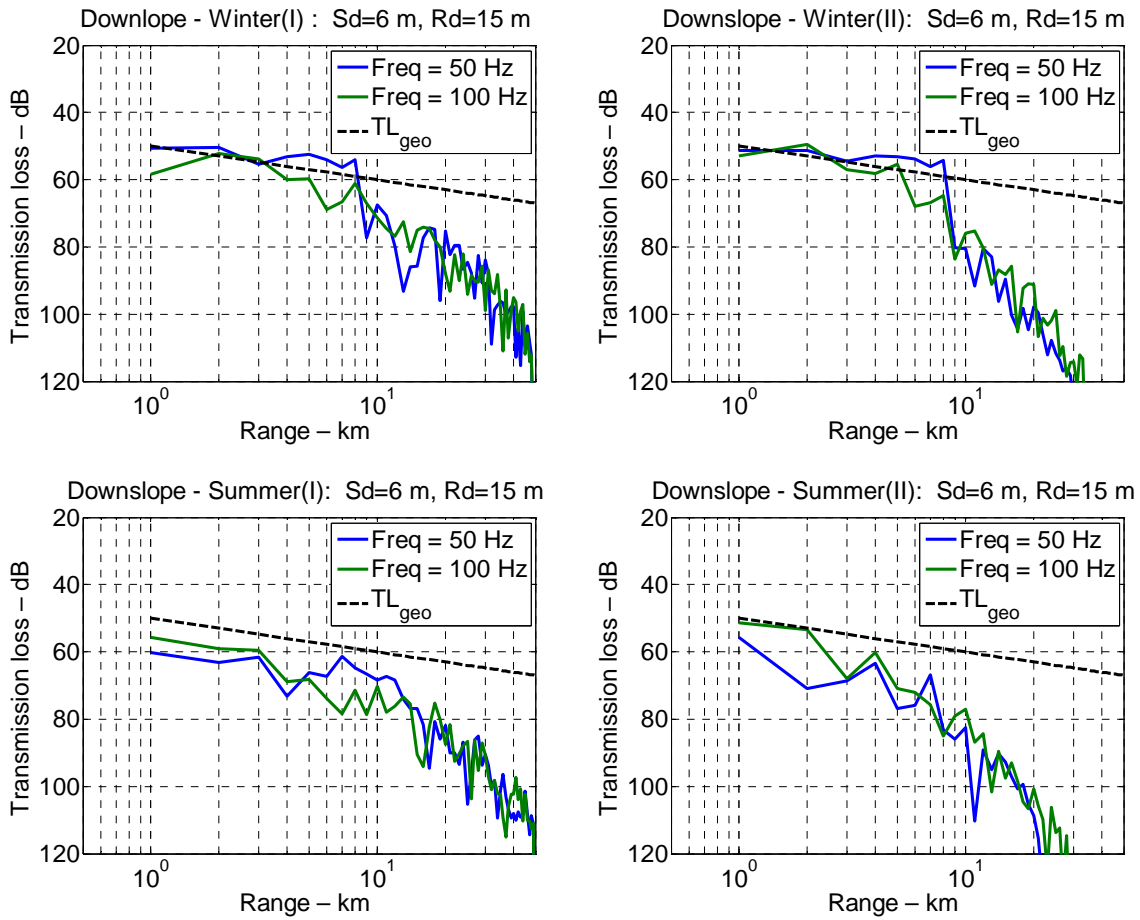 Downlope - Winter(I) :  Sd=6 m, Rd=15 m
20
40
60
80
100
120
Transmission loss – dB
Freq = 50 Hz
Freq = 100 Hz
TL_geo
10^0
10^1
Range – km
Downslope - Winter(II):  Sd=6 m, Rd=15 m
20
40
60
80
100
120
Transmission loss – dB
Freq = 50 Hz
Freq = 100 Hz
TL_geo
10^0
10^1
Range – km
Downslope - Summer(I):  Sd=6 m, Rd=15 m
20
40
60
80
100
120
Transmission loss – dB
Freq = 50 Hz
Freq = 100 Hz
TL_geo
10^0
10^1
Range – km
Downslope - Summer(II):  Sd=6 m, Rd=15 m
20
40
60
80
100
120
Transmission loss – dB
Freq = 50 Hz
Freq = 100 Hz
TL_geo
10^0
10^1
Range – km